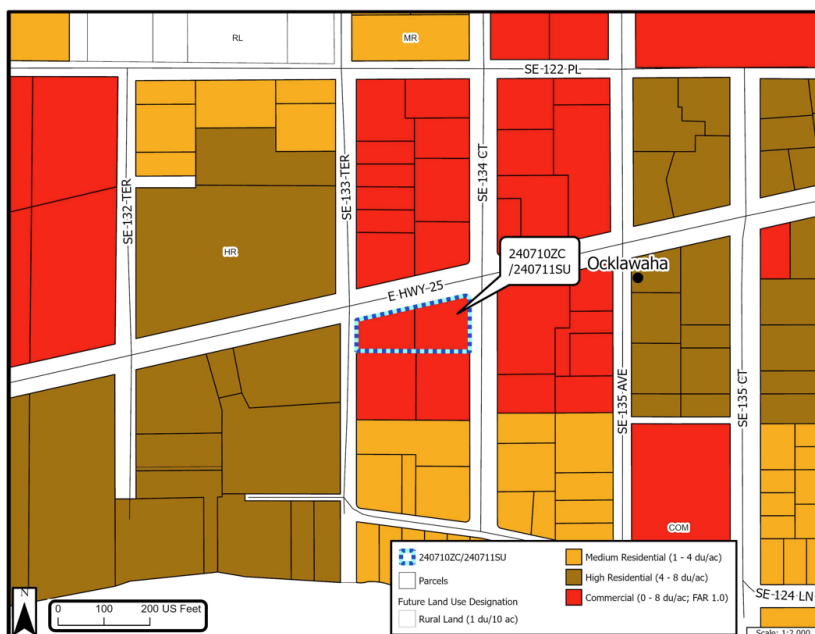 RL
MR
SE 122 PL
SE 132 TER
SE 133 TER
SE 134 CT
HR
240710ZC
/240711SU
Ocklawaha
E HWY 25
SE 135 AVE
SE 135 CT
COM
240710ZC/240711SU
Parcels
Future Land Use Designation
Rural Land (1 du/10 ac)
Medium Residential (1 - 4 du/ac)
High Residential (4 - 8 du/ac)
Commercial (0 - 8 du/ac; FAR 1.0)
SE 124 LN
N
0 100 200 US Feet
Scale: 1:2,000